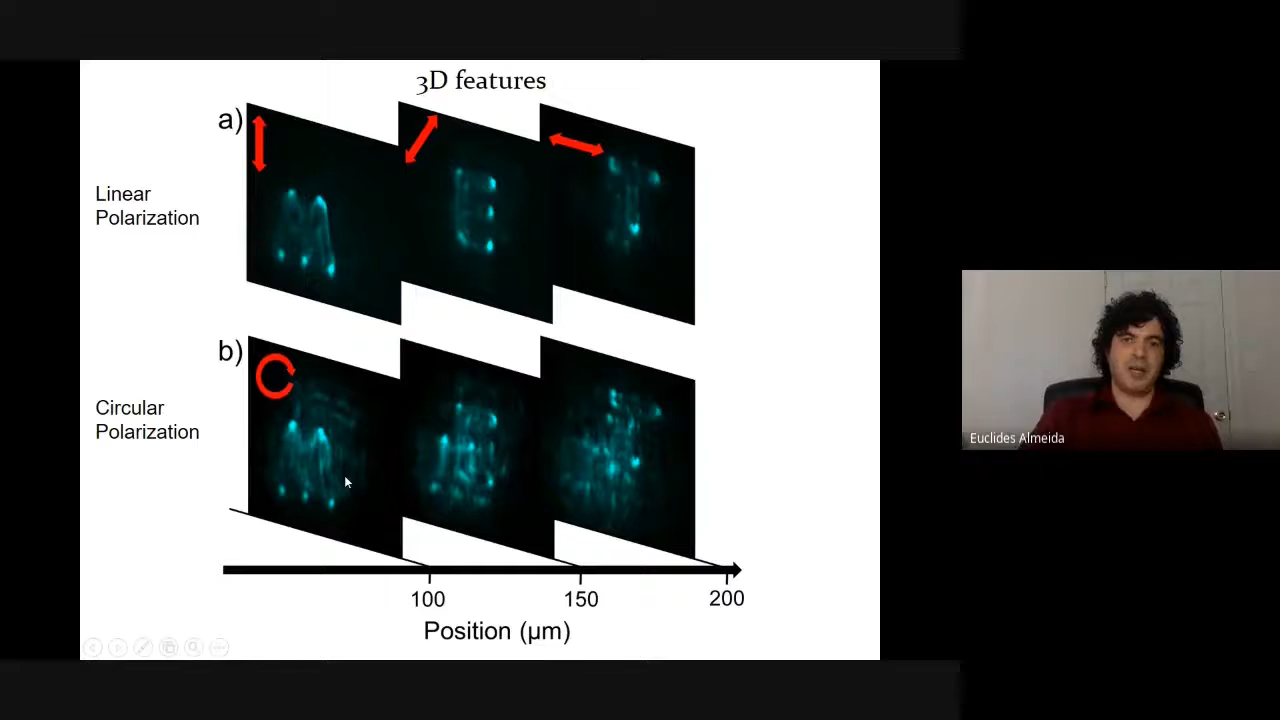 3D features
a)
Linear
Polarization
M
E
T
b)
Circular
Polarization
100
150
200
Position (μm)
Euclides Almeida